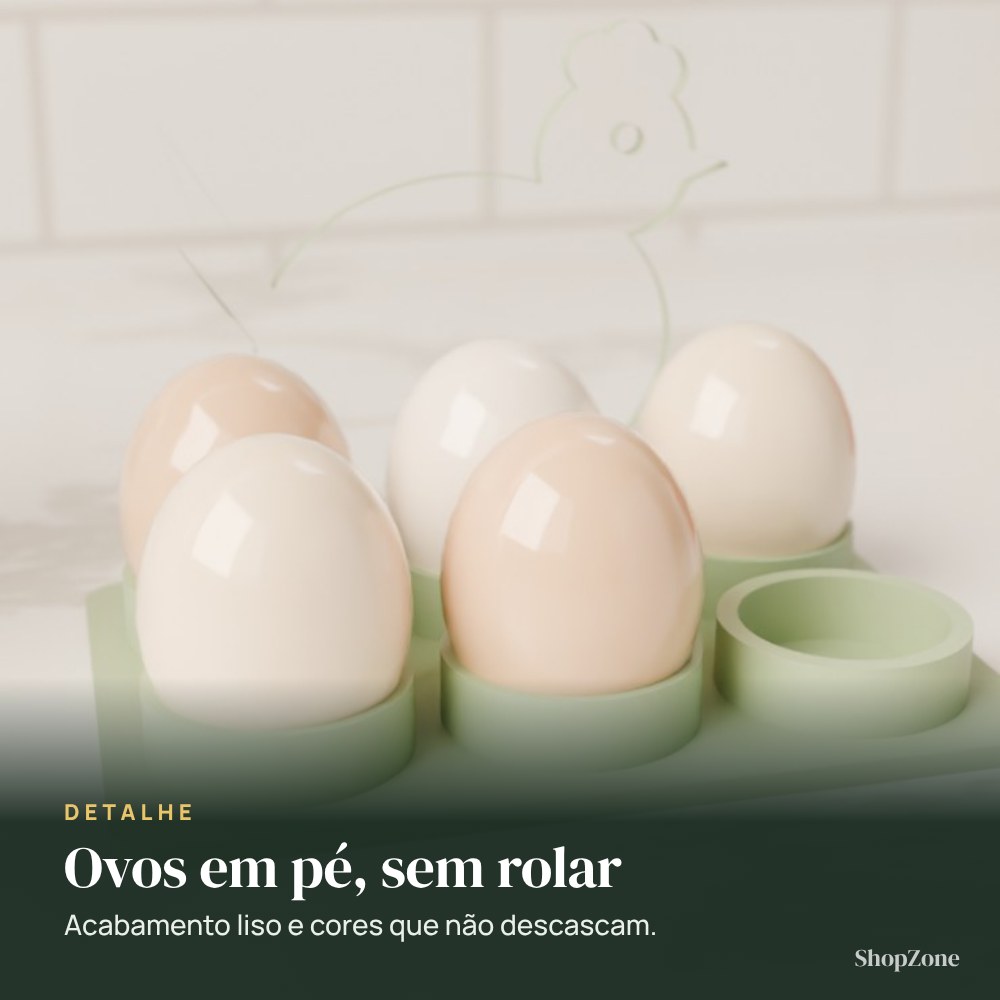 DETALHE
Ovos em pé, sem rolar
Acabamento liso e cores que não descascam.
ShopZone